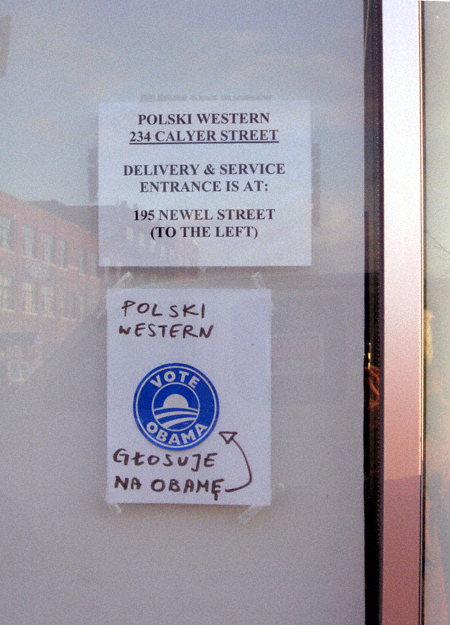 POLSKI WESTERN
234 CALYER STREET
DELIVERY & SERVICE
ENTRANCE IS AT:
195 NEWEL STREET
(TO THE LEFT)
POLSKI
WESTERN
VOTE
OBAMA
GŁOSUJE
NA OBAMĘ